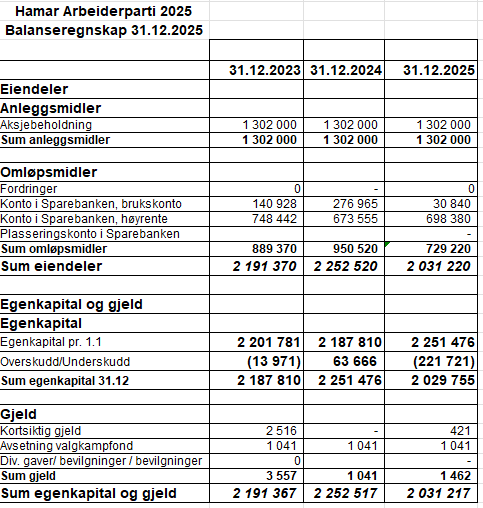 Hamar Arbeiderparti 2025
Balanseregnskap 31.12.2025
31.12.2023 31.12.2024 31.12.2025
Eiendeler
Anleggsmidler
Aksjebeholdning 1 302 000 1 302 000 1 302 000
Sum anleggsmidler 1 302 000 1 302 000 1 302 000
Omløpsmidler
Fordringer 0 - 0
Konto i Sparebanken, brukskonto 140 928 276 965 30 840
Konto i Sparebanken, høyrente 748 442 673 555 698 380
Plasseringskonto i Sparebanken -
Sum omløpsmidler 889 370 950 520 729 220
Sum eiendeler 2 191 370 2 252 520 2 031 220
Egenkapital og gjeld
Egenkapital
Egenkapital pr. 1.1 2 201 781 2 187 810 2 251 476
Overskudd/Underskudd (13 971) 63 666 (221 721)
Sum egenkapital 31.12 2 187 810 2 251 476 2 029 755
Gjeld
Kortsiktig gjeld 2 516 - 421
Avsetning valgkampfond 1 041 1 041 1 041
Div. gaver/ bevilgninger / bevilgninger 0 -
Sum gjeld 3 557 1 041 1 462
Sum egenkapital og gjeld 2 191 367 2 252 517 2 031 217